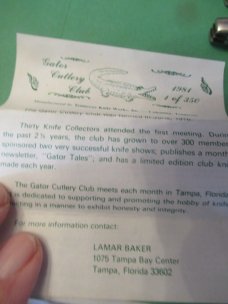 Gator
Cutlery
Club
1981
1 of 350
Thirty Knife Collectors attended the first meeting. During
the past 2½ years, the club has grown to over 300 members
sponsored two very successful knife shows; publishes a month
newsletter, "Gator Tales"; and has a limited edition club kni
made each year.
The Gator Cutlery Club meets each month in Tampa, Florida
is dedicated to supporting and promoting the hobby of knife
ecting in a manner to exhibit honesty and integrity.
For more information contact:
LAMAR BAKER
1075 Tampa Bay Center
Tampa, Florida 33602